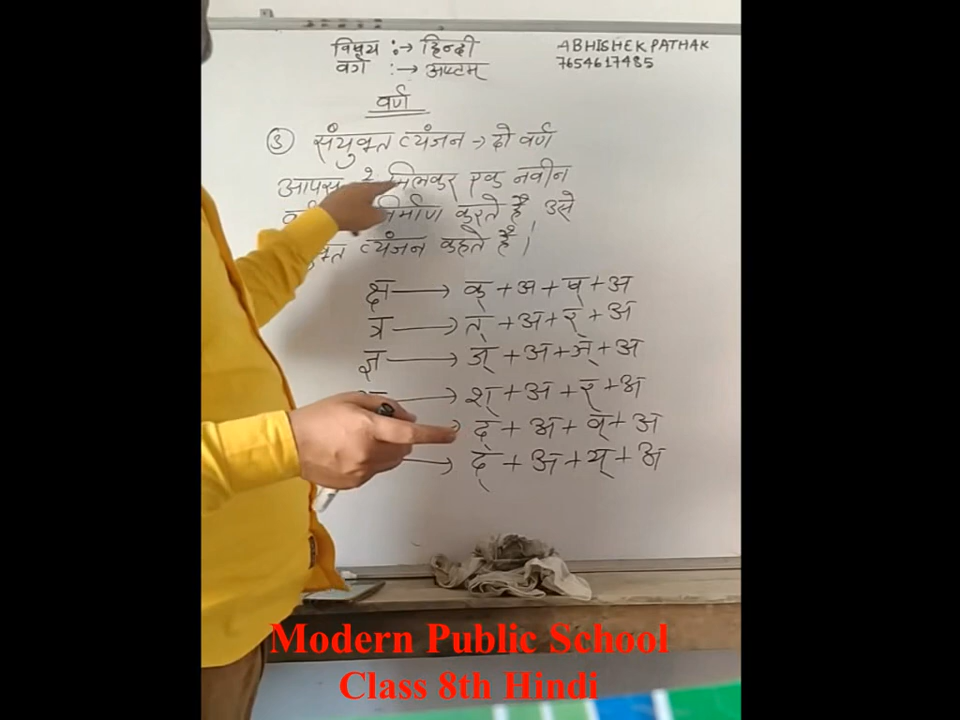 विषय :→ हिन्दी
ABHISHEK PATHAK
वर्ग :→ अष्टम्
7654617485
वर्ण
③ संयुक्त व्यंजन → दो वर्ण
आपस मिलकर एक नवीन
निर्माण करते है, उसे
व्यंजन कहते हैं।
क्ष → क् + अ + ष् + अ
त्र → त् + अ + र् + अ
ज्ञ → ज् + अ + ञ् + अ
→ श् + अ + र् + अ
द् + अ + व् + अ
→ द् + अ + य् + अ
Modern Public School
Class 8th Hindi